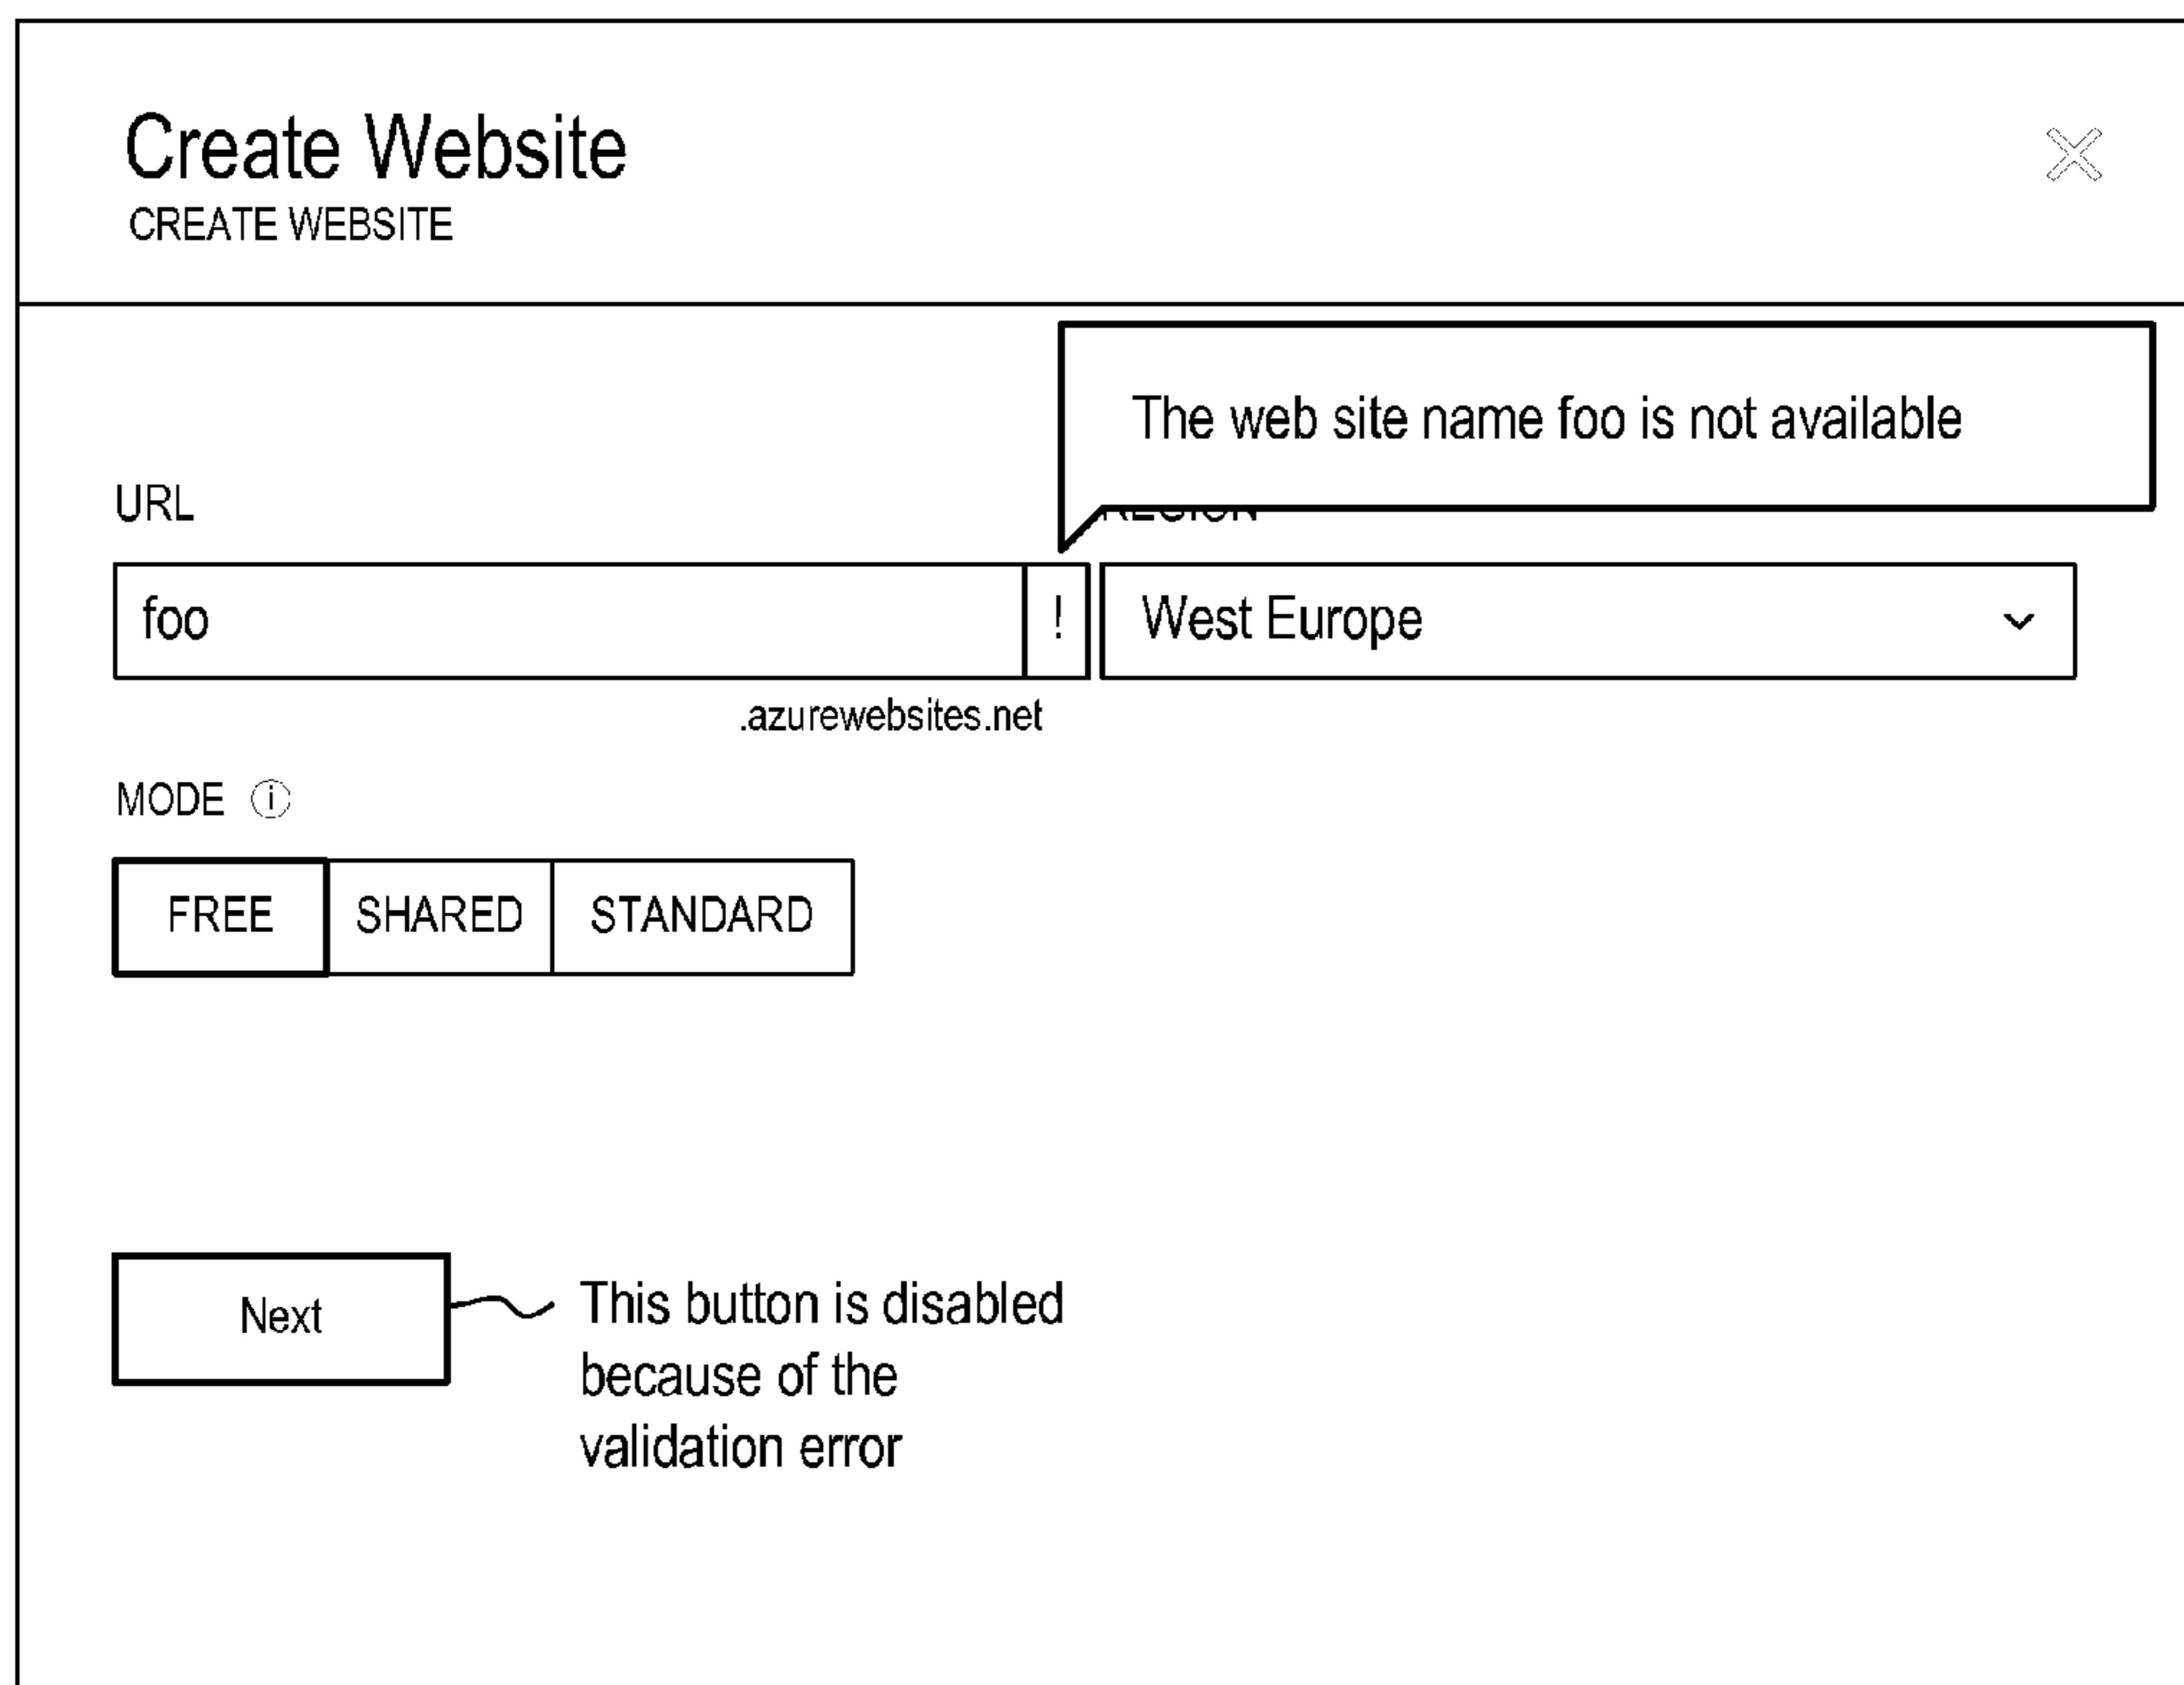 Create Website
CREATE WEBSITE
The web site name foo is not available
URL
foo
!
West Europe
.azurewebsites.net
MODE i
FREE
SHARED
STANDARD
Next
This button is disabled
because of the
validation error